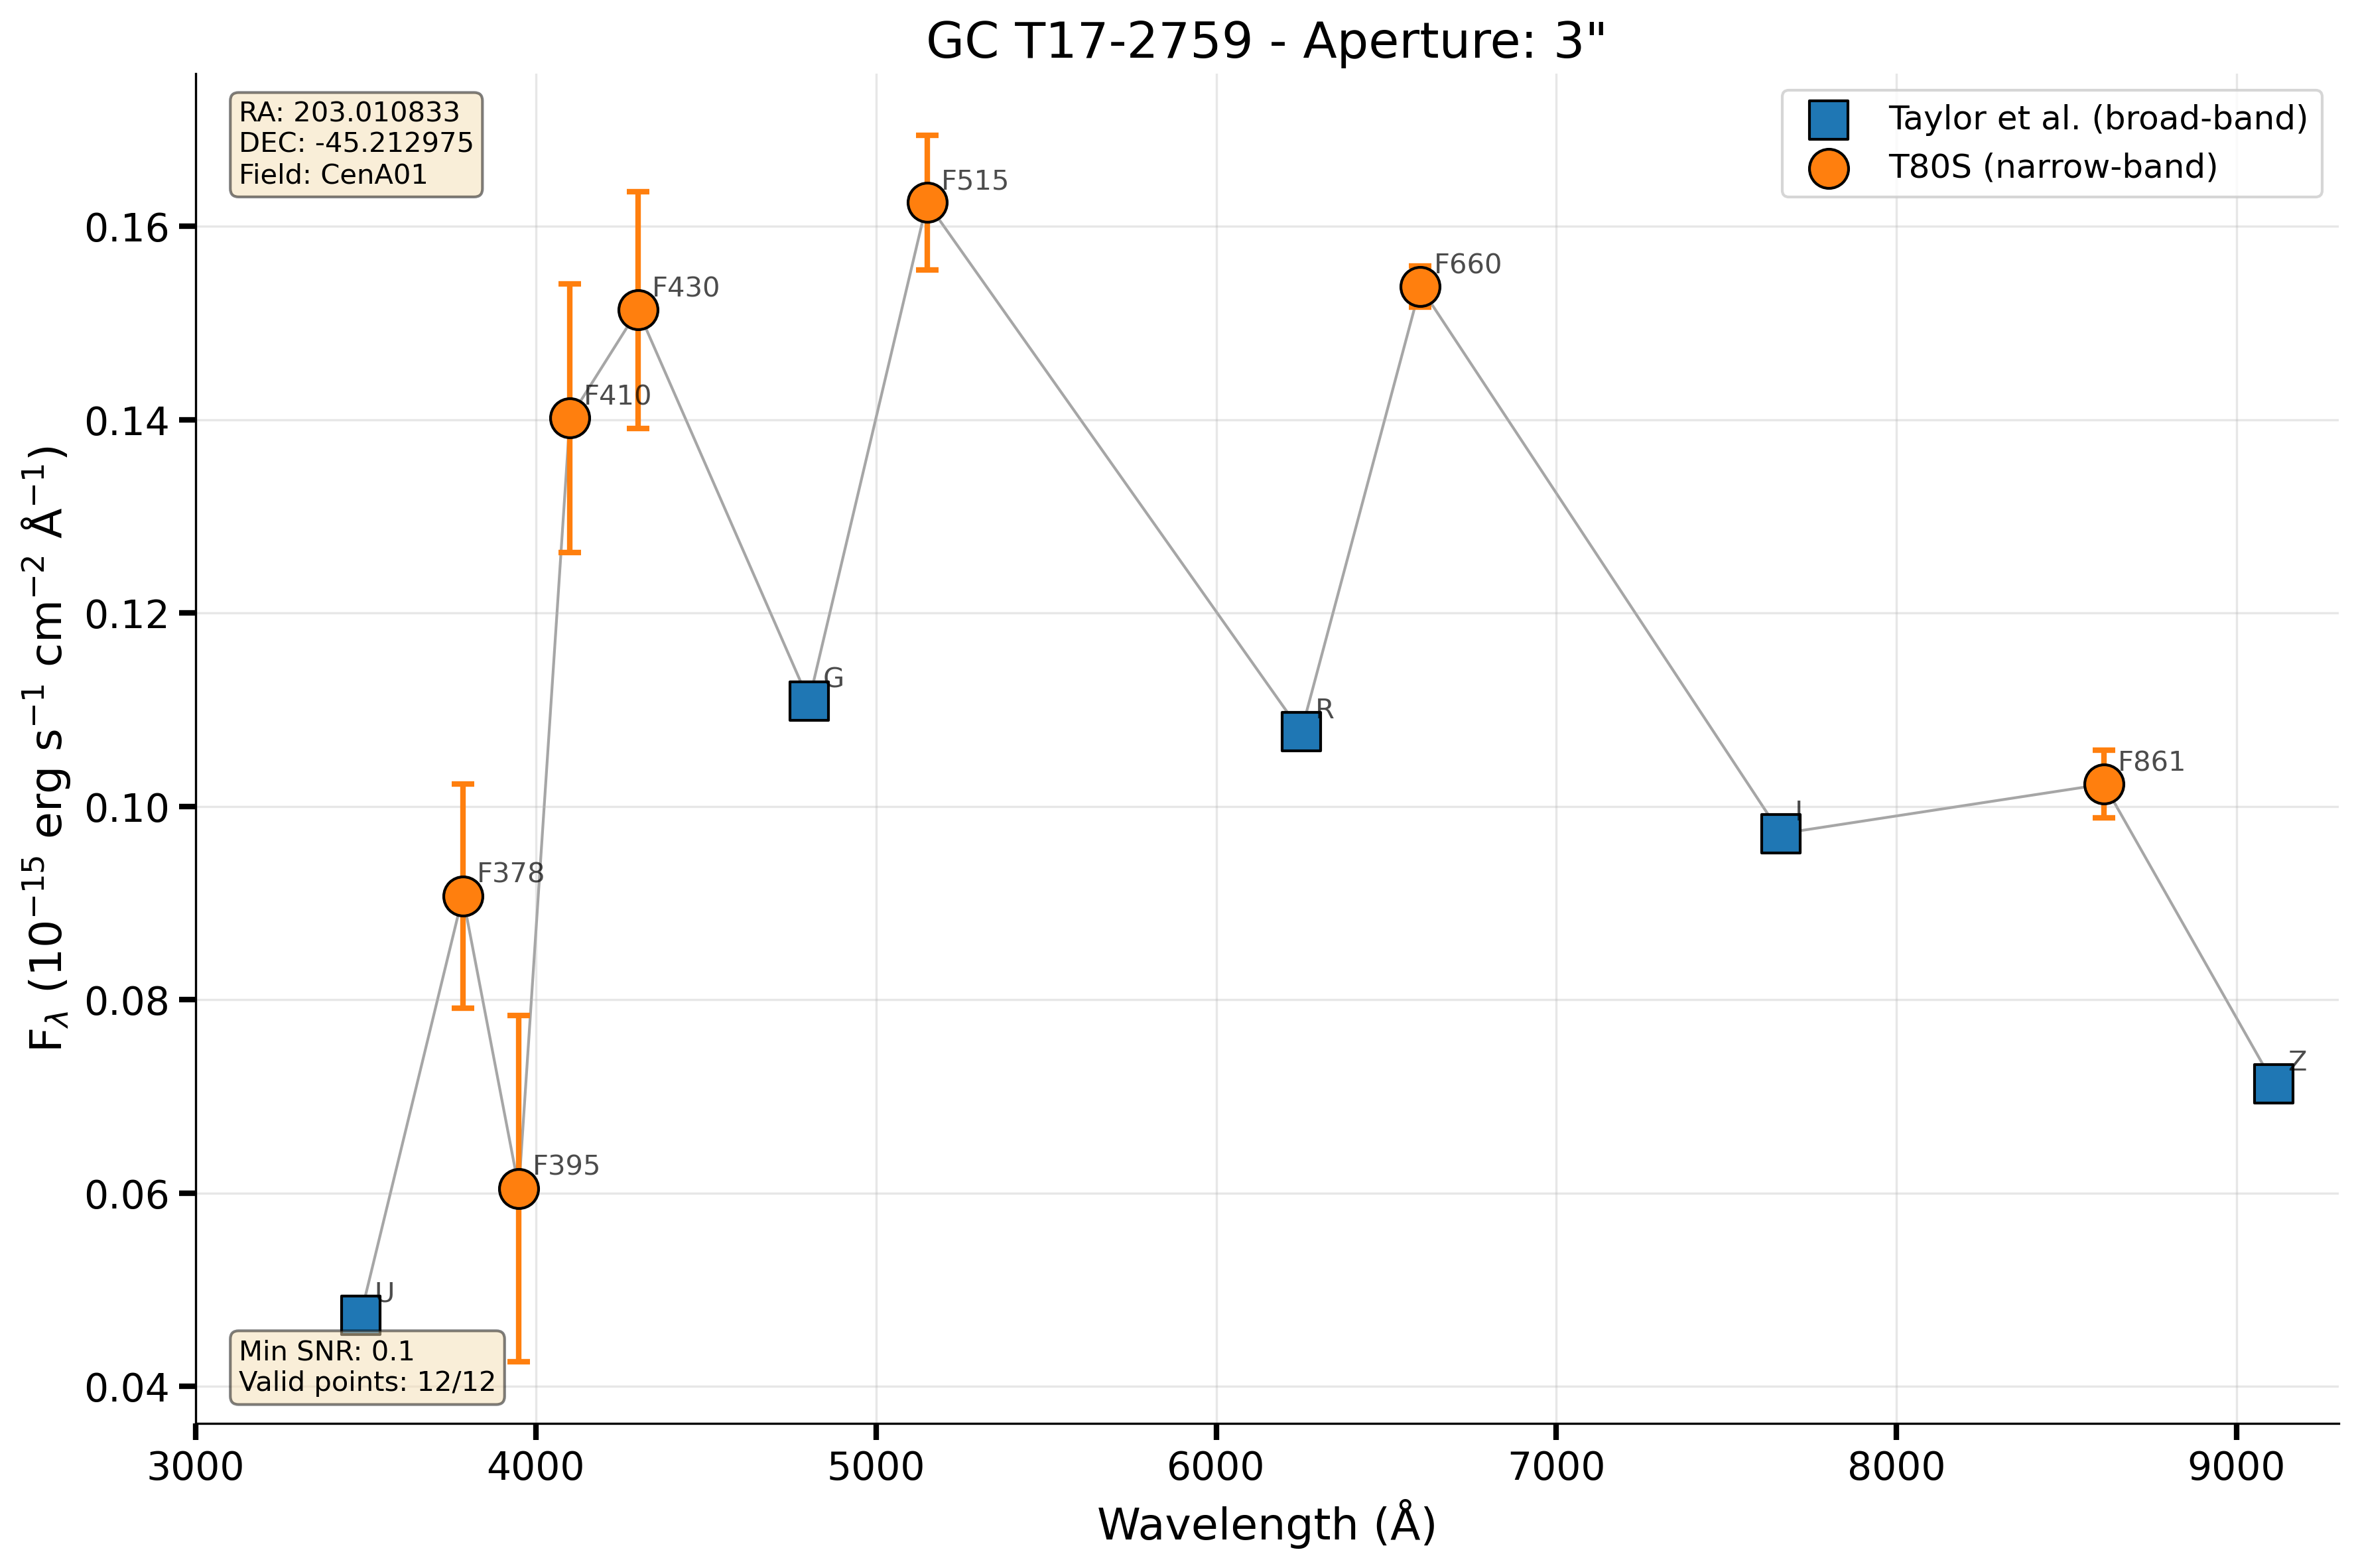 GC T17-2759 - Aperture: 3"
RA: 203.010833
DEC: -45.212975
Field: CenA01
Taylor et al. (broad-band)
T80S (narrow-band)
F515
F660
F430
F410
G
R
F861
I
F378
Z
F395
U
Min SNR: 0.1
Valid points: 12/12
0.16
0.14
0.12
0.10
0.08
0.06
0.04
F_λ (10⁻¹⁵ erg s⁻¹ cm⁻² Å⁻¹)
3000 4000 5000 6000 7000 8000 9000
Wavelength (Å)